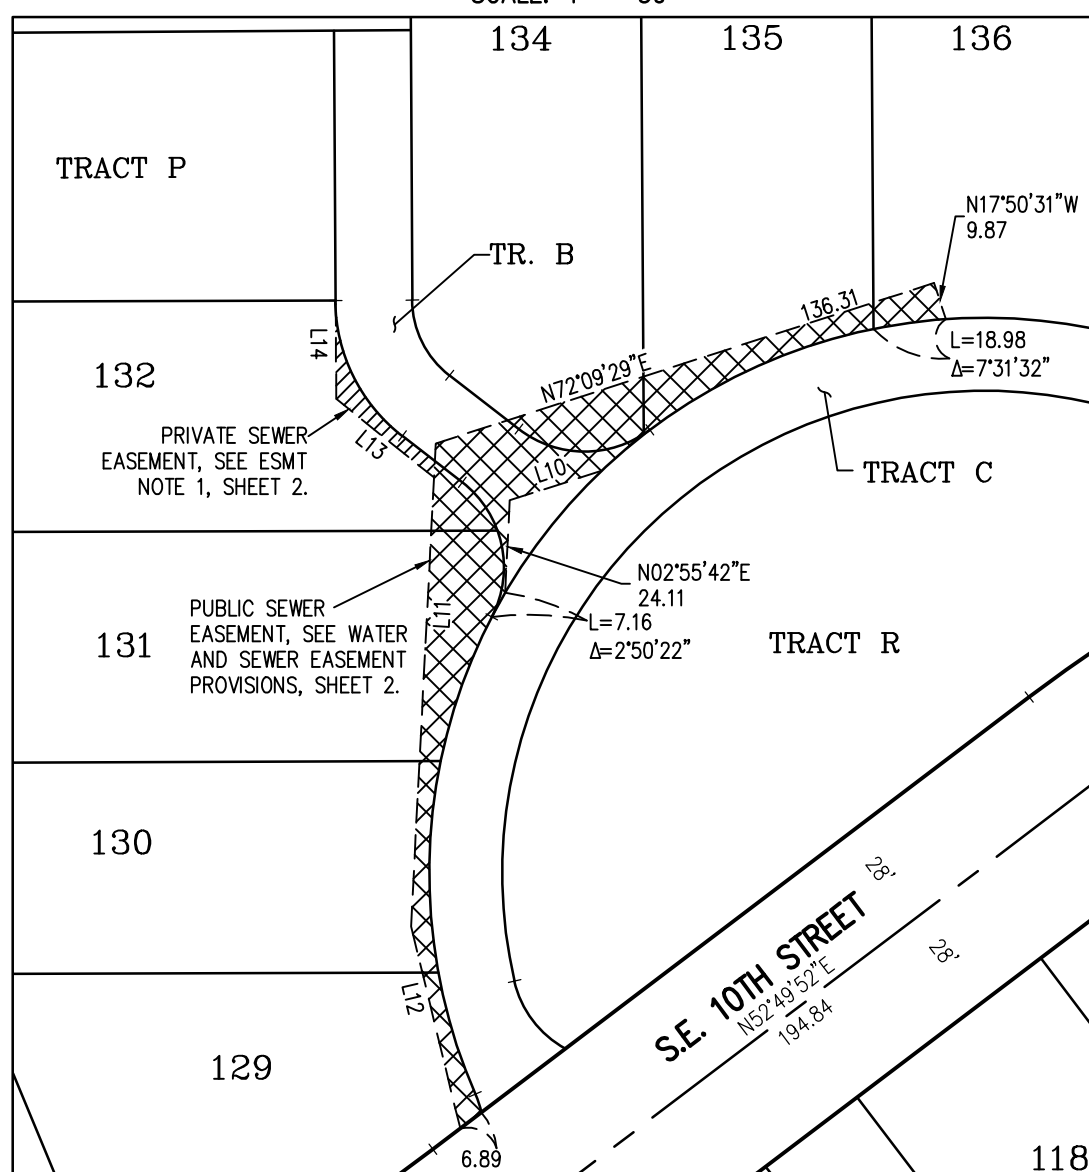 134
135
136
TRACT P
N17°50'31"W
9.87
TR. B
136.31
L=18.98
Δ=7°31'32"
L14
N72°09'29"E
132
PRIVATE SEWER
EASEMENT, SEE ESMT
NOTE 1, SHEET 2.
L13
L10
TRACT C
N02°55'42"E
24.11
L=7.16
Δ=2°50'22"
PUBLIC SEWER
EASEMENT, SEE WATER
AND SEWER EASEMENT
PROVISIONS, SHEET 2.
L11
131
TRACT R
130
28'
28'
S.E. 10TH STREET
N52°49'52"E
194.84
L12
129
6.89
118